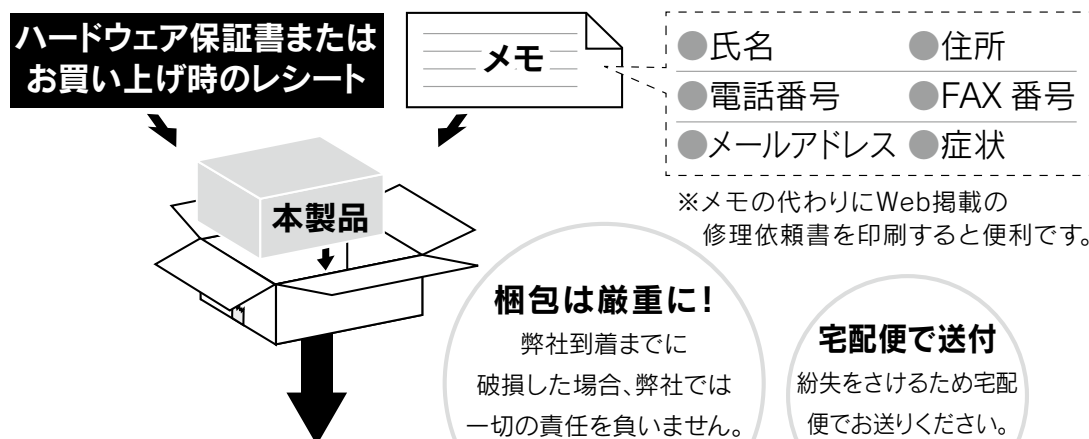 ハードウェア保証書または
お買い上げ時のレシート
メモ
●氏名 ●住所
●電話番号 ●FAX 番号
●メールアドレス ●症状
※メモの代わりにWeb掲載の
修理依頼書を印刷すると便利です。
本製品
梱包は厳重に!
弊社到着までに
破損した場合、弊社では
一切の責任を負いません。
宅配便で送付
紛失をさけるため宅配
便でお送りください。